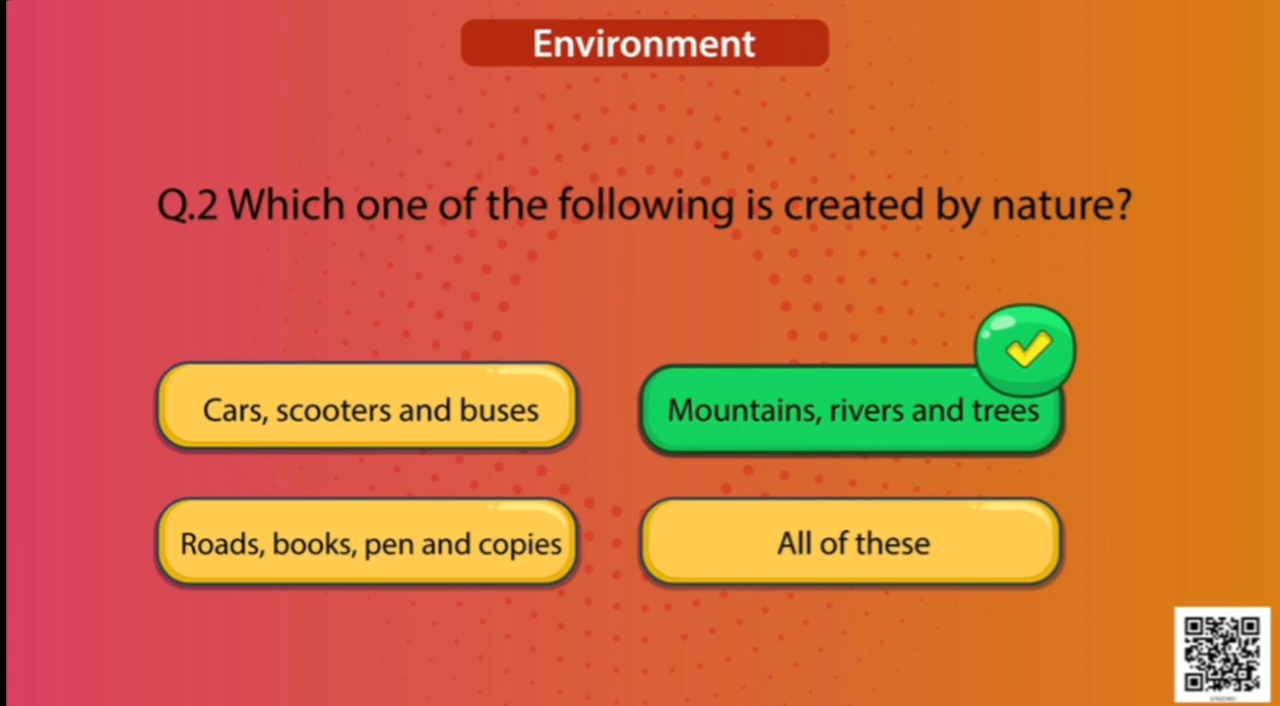 Environment
Q.2 Which one of the following is created by nature?
Cars, scooters and buses
Mountains, rivers and trees
Roads, books, pen and copies
All of these